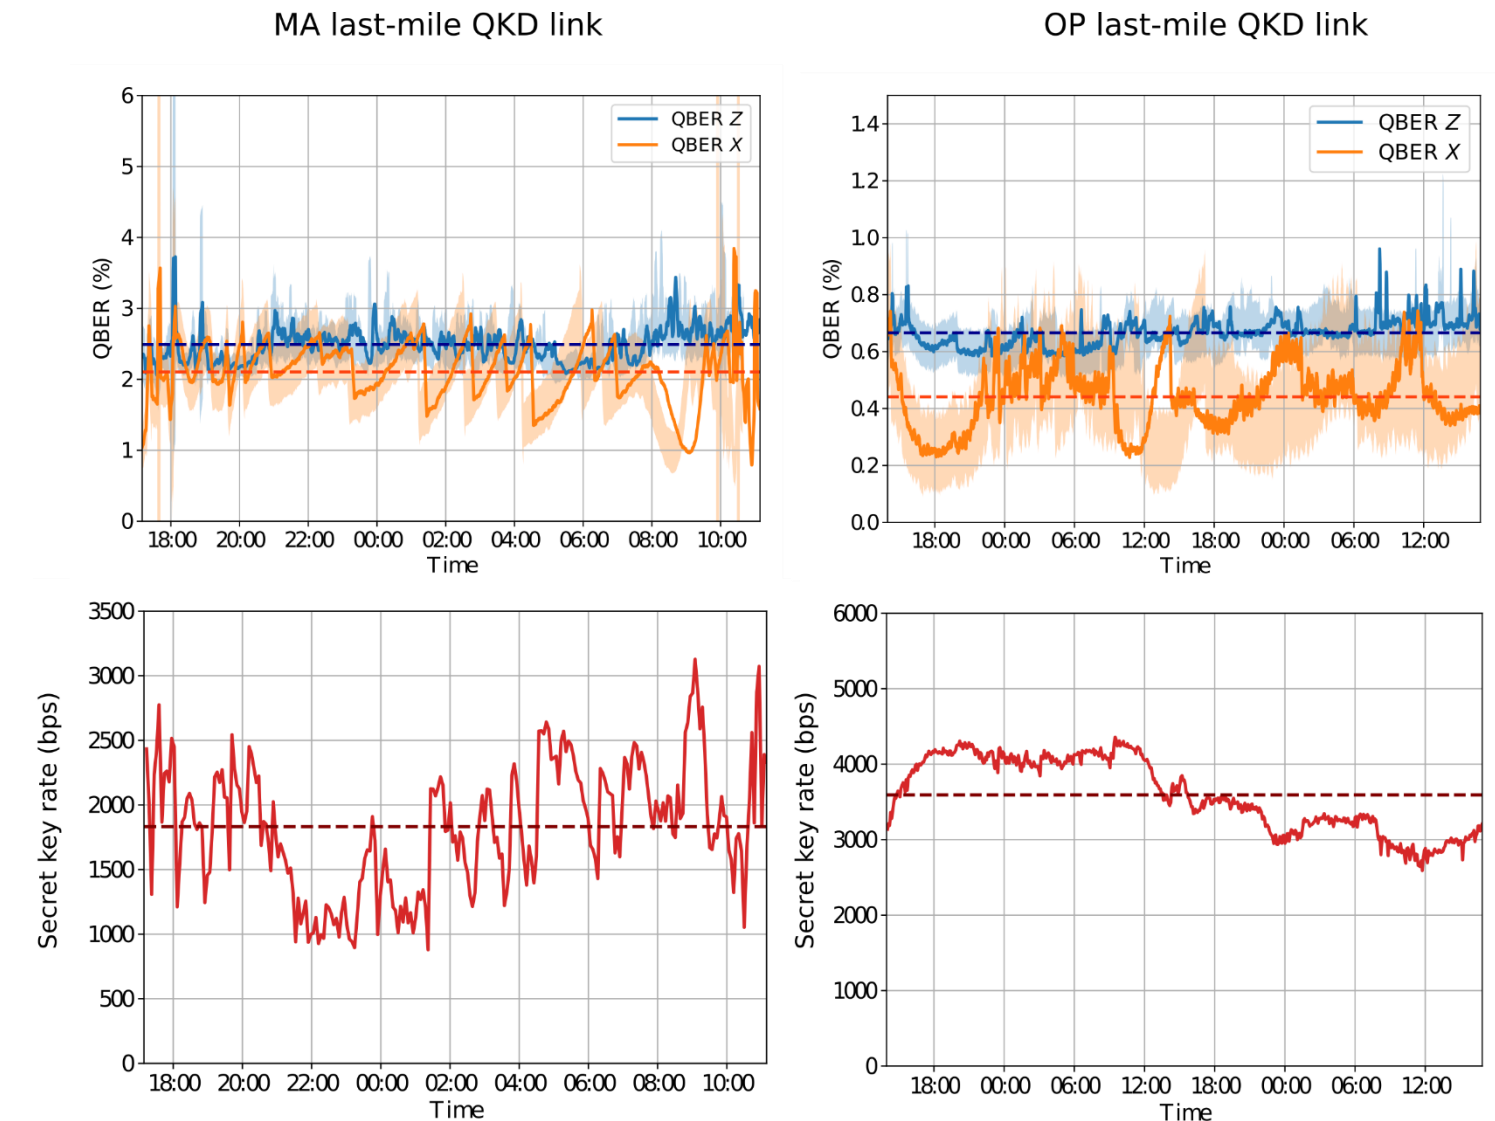 MA last-mile QKD link
OP last-mile QKD link
QBER (%)
6
5
4
3
2
1
0
QBER Z
QBER X
18:00 20:00 22:00 00:00 02:00 04:00 06:00 08:00 10:00
Time
QBER (%)
1.4
1.2
1.0
0.8
0.6
0.4
0.2
0.0
QBER Z
QBER X
18:00 00:00 06:00 12:00 18:00 00:00 06:00 12:00
Time
Secret key rate (bps)
3500
3000
2500
2000
1500
1000
500
0
18:00 20:00 22:00 00:00 02:00 04:00 06:00 08:00 10:00
Time
Secret key rate (bps)
6000
5000
4000
3000
2000
1000
0
18:00 00:00 06:00 12:00 18:00 00:00 06:00 12:00
Time